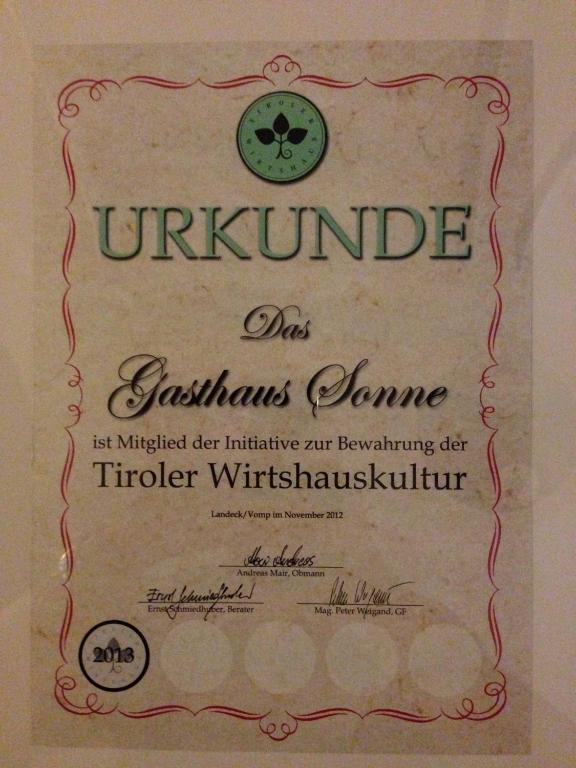 TIROLER
WIRTSHAUS
URKUNDE
Das
Gasthaus Sonne
ist Mitglied der Initiative zur Bewahrung der
Tiroler Wirtshauskultur
Landeck/Vomp im November 2012
Andreas Mair, Obmann
Ernst Schmiedhuber, Berater
Mag. Peter Weigand, GF
2013